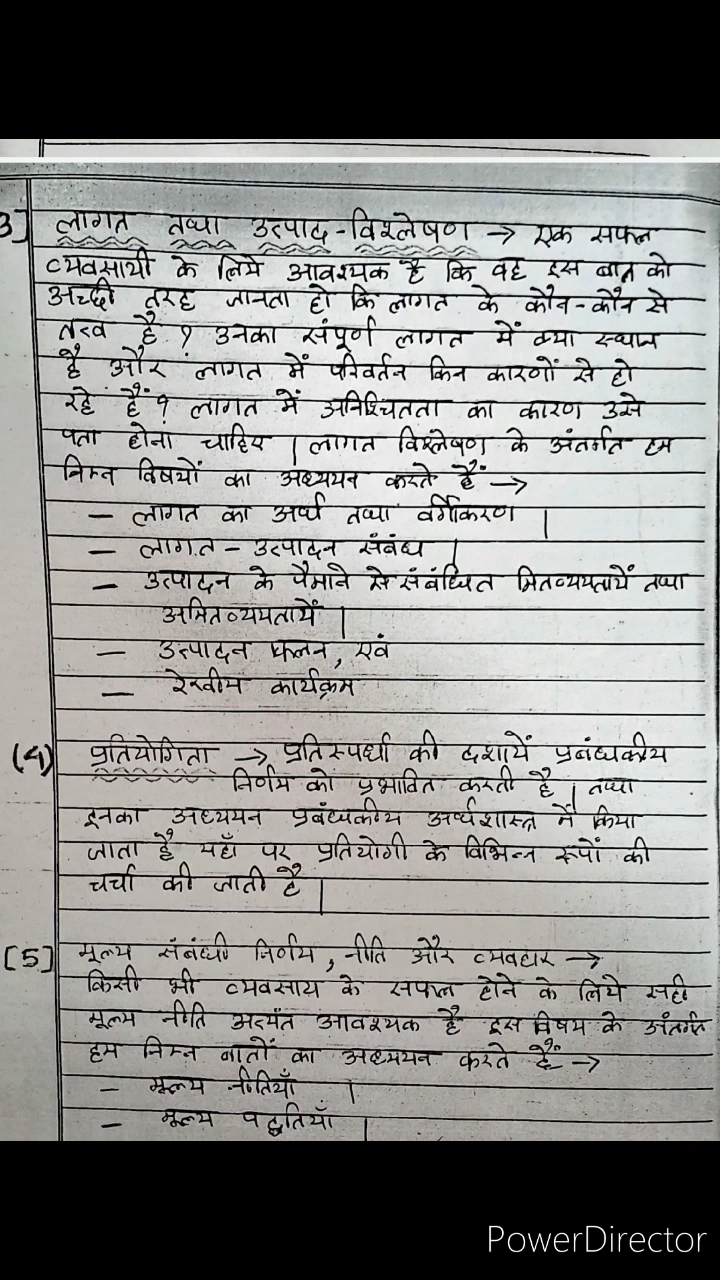 3] लागत तथा उत्पाद-विश्लेषण → एक सफल
व्यवसायी के लिये आवश्यक है कि वह इस बात को
अच्छी तरह जानता हो कि लागत के कौन-कौन से
तत्व है ? उनका संपूर्ण लागत में क्या स्थान
है और लागत में परिवर्तन किन कारणों से हो
रहे हैं ? लागत में अनिश्चितता का कारण उसे
पता होना चाहिए | लागत विश्लेषण के अंतर्गत हम
निम्न विषयों का अध्ययन करते हैं →
— लागत का अर्थ तथा वर्गीकरण |
— लागत - उत्पादन संबंध |
— उत्पादन के पैमाने से संबंधित मितव्ययतायें तथा
अमितव्ययतायें |
— उत्पादन फलन, एवं
— रेखीय कार्यक्रम
(4) प्रतियोगिता → प्रतिस्पर्धा की दशायें प्रबंधकीय
निर्णय को प्रभावित करती है | तथा
इनका अध्ययन प्रबंधकीय अर्थशास्त्र में किया
जाता है यहाँ पर प्रतियोगी के विभिन्न रूपों की
चर्चा की जाती है |
[5] मूल्य संबंधी निर्णय, नीति और व्यवहार →
किसी भी व्यवसाय के सफल होने के लिये सही
मूल्य नीति अत्यंत आवश्यक है इस विषय के अंतर्गत
हम निम्न बातों का अध्ययन करते हैं →
— मूल्य नीतियाँ |
— मूल्य पद्धतियाँ |
PowerDirector